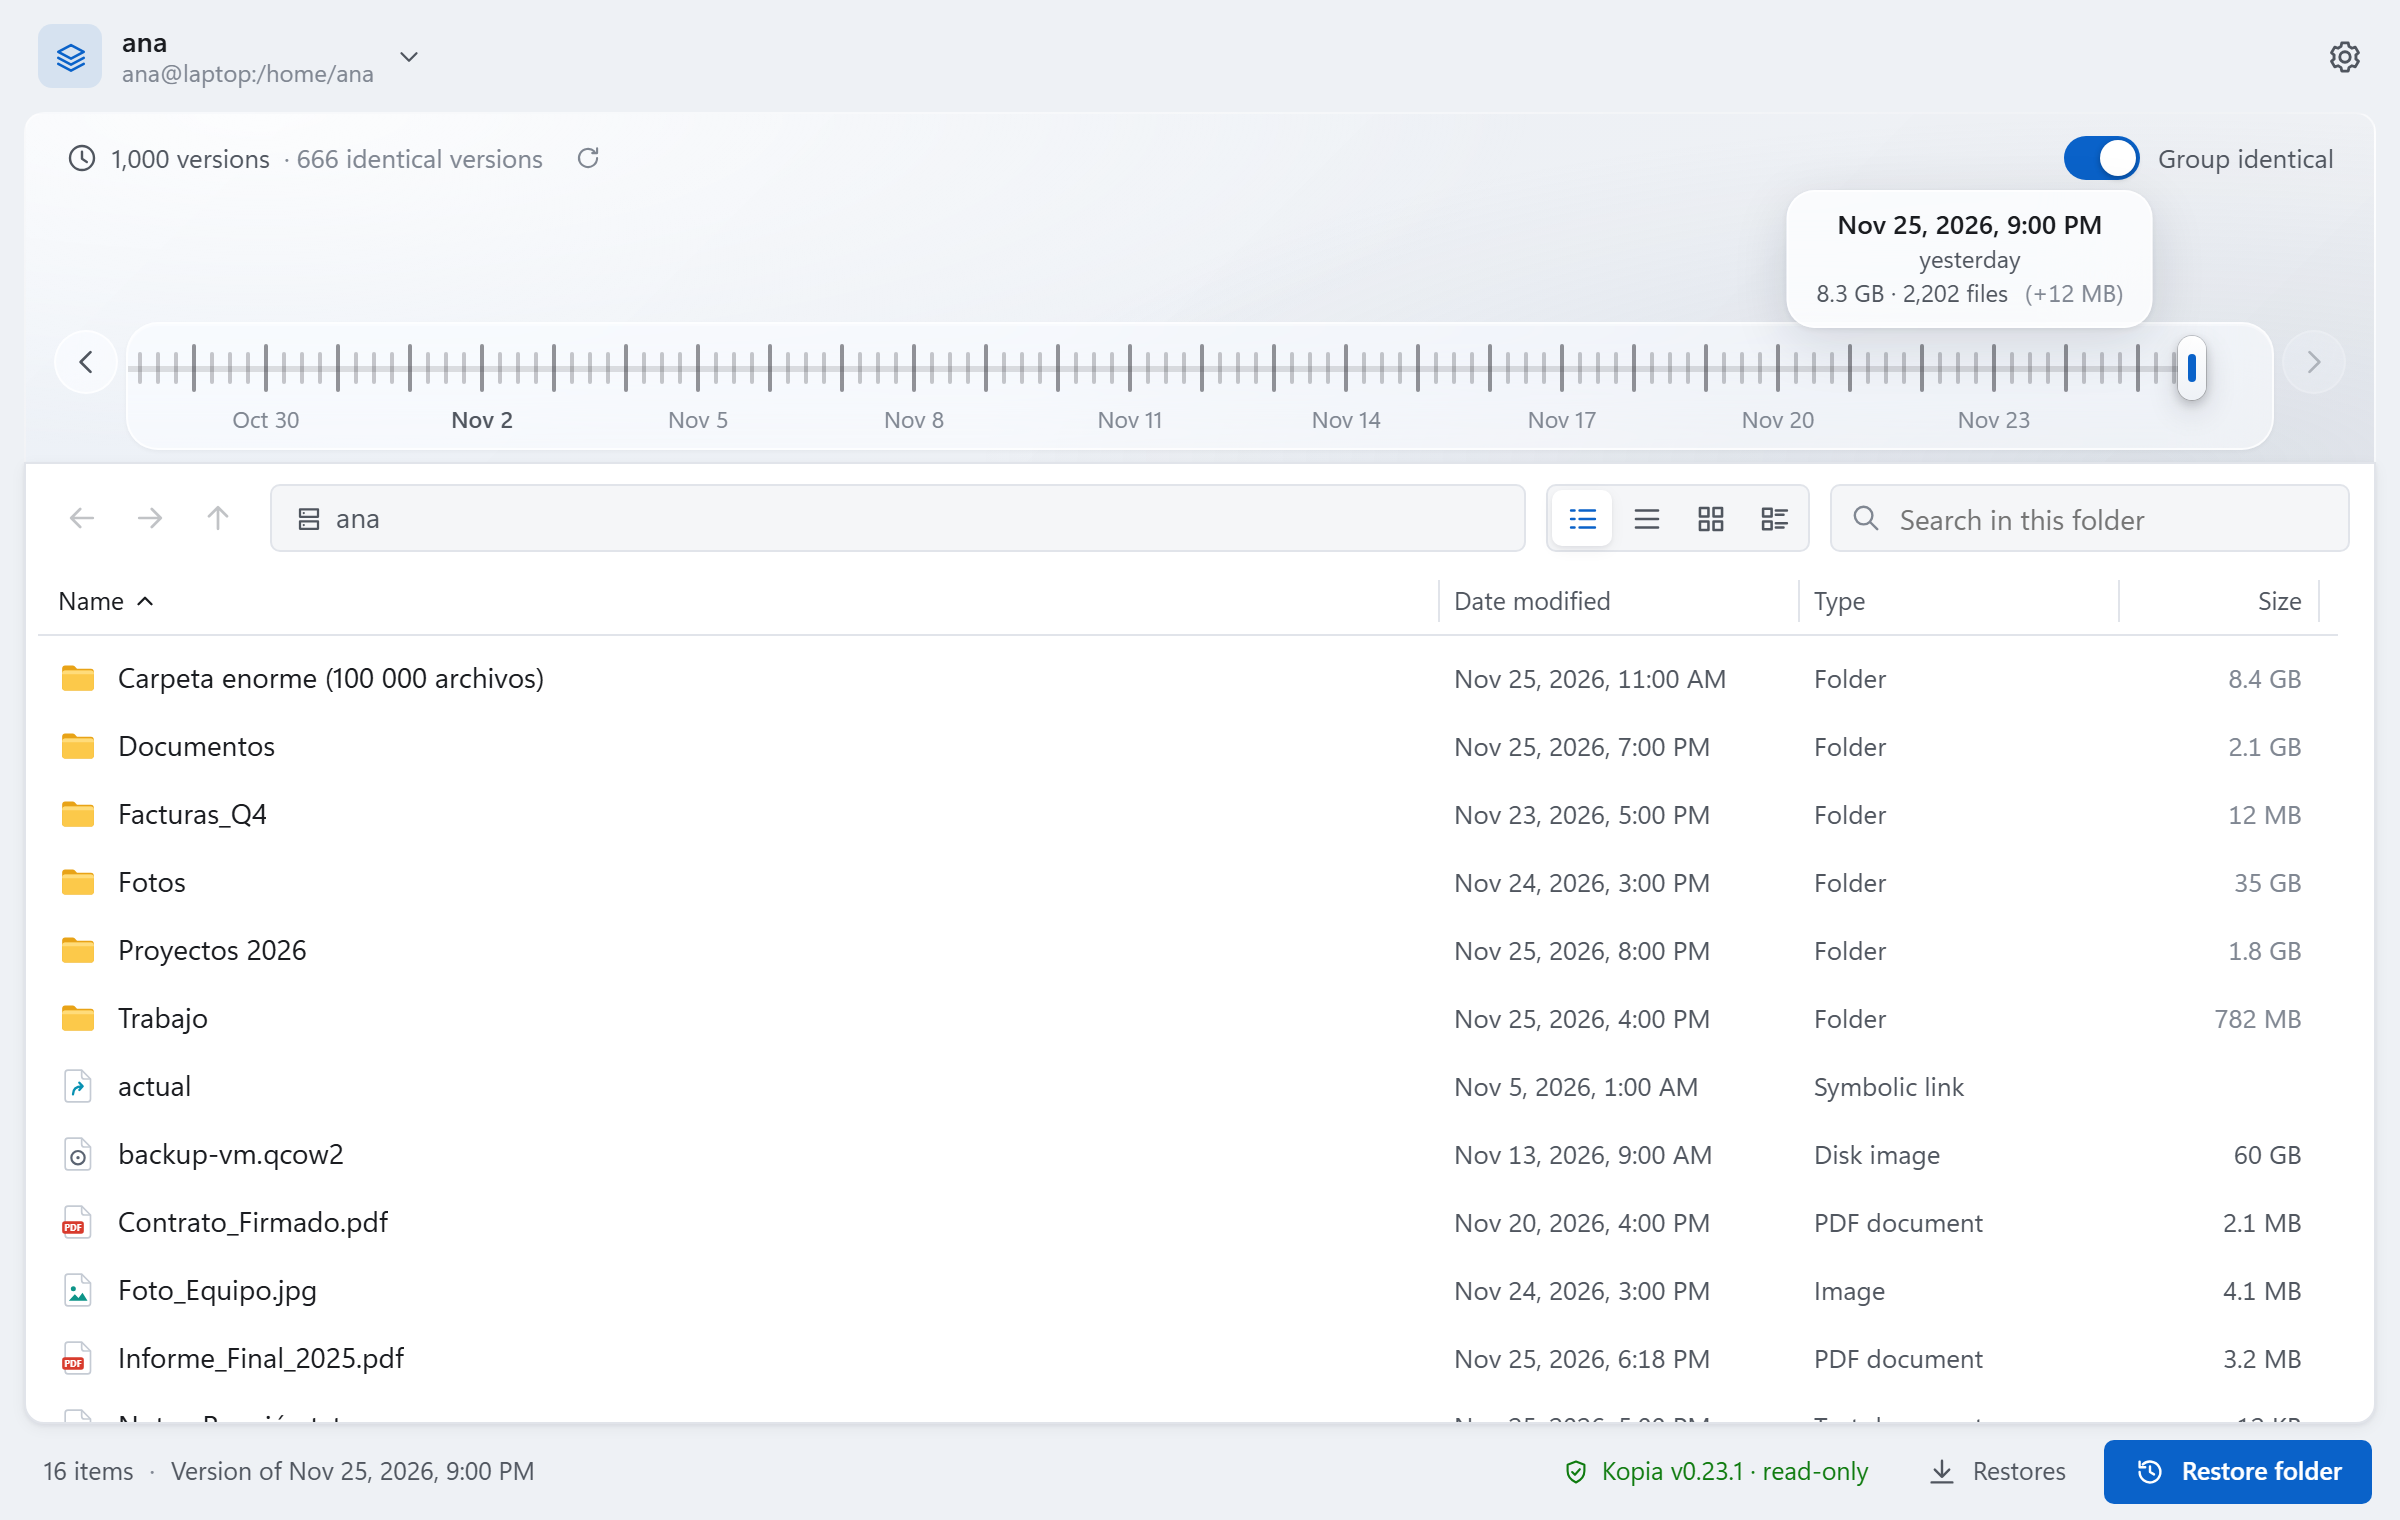 ana
ana@laptop:/home/ana
1,000 versions · 666 identical versions
Group identical
Nov 25, 2026, 9:00 PM
yesterday
8.3 GB · 2,202 files (+12 MB)
Oct 30 Nov 2 Nov 5 Nov 8 Nov 11 Nov 14 Nov 17 Nov 20 Nov 23
ana
Search in this folder
Name Date modified Type Size
Carpeta enorme (100 000 archivos) Nov 25, 2026, 11:00 AM Folder 8.4 GB
Documentos Nov 25, 2026, 7:00 PM Folder 2.1 GB
Facturas_Q4 Nov 23, 2026, 5:00 PM Folder 12 MB
Fotos Nov 24, 2026, 3:00 PM Folder 35 GB
Proyectos 2026 Nov 25, 2026, 8:00 PM Folder 1.8 GB
Trabajo Nov 25, 2026, 4:00 PM Folder 782 MB
actual Nov 5, 2026, 1:00 AM Symbolic link
backup-vm.qcow2 Nov 13, 2026, 9:00 AM Disk image 60 GB
PDF Contrato_Firmado.pdf Nov 20, 2026, 4:00 PM PDF document 2.1 MB
Foto_Equipo.jpg Nov 24, 2026, 3:00 PM Image 4.1 MB
PDF Informe_Final_2025.pdf Nov 25, 2026, 6:18 PM PDF document 3.2 MB
16 items · Version of Nov 25, 2026, 9:00 PM
Kopia v0.23.1 · read-only
Restores
Restore folder